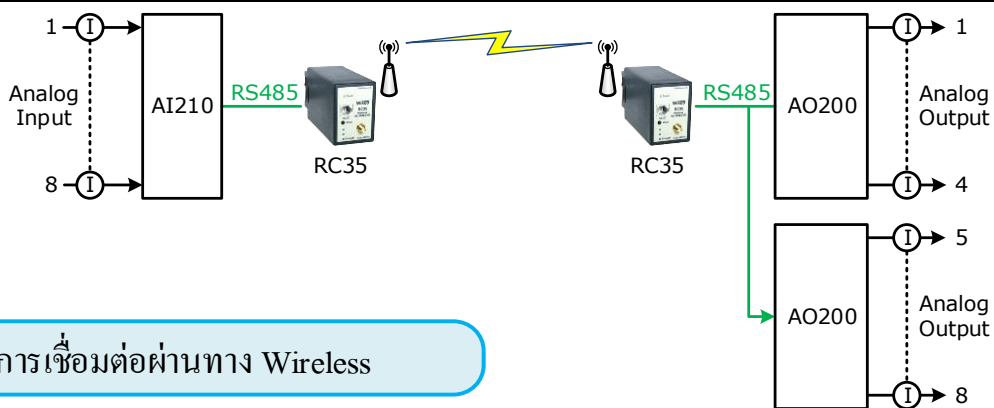 1
I
Analog
Input
8
I
AI210
RS485
RC35
RC35
RS485
AO200
I
1
Analog
Output
I
4
AO200
I
5
Analog
Output
I
8
การเชื่อมต่อผ่านทาง Wireless